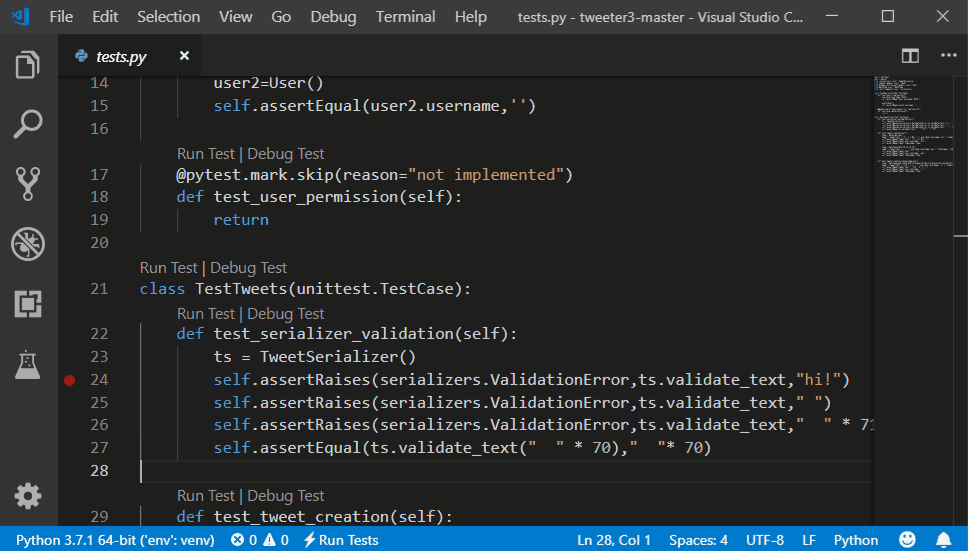 File Edit Selection View Go Debug Terminal Help tests.py - tweeter3-master - Visual Studio C...
tests.py
14 user2=User()
15 self.assertEqual(user2.username,'')
16
Run Test | Debug Test
17 @pytest.mark.skip(reason="not implemented")
18 def test_user_permission(self):
19 return
20
Run Test | Debug Test
21 class TestTweets(unittest.TestCase):
Run Test | Debug Test
22 def test_serializer_validation(self):
23 ts = TweetSerializer()
24 self.assertRaises(serializers.ValidationError,ts.validate_text,"hi!")
25 self.assertRaises(serializers.ValidationError,ts.validate_text," ")
26 self.assertRaises(serializers.ValidationError,ts.validate_text,"  " * 71
27 self.assertEqual(ts.validate_text("  " * 70),"  "* 70)
28
Run Test | Debug Test
29 def test_tweet_creation(self):
Python 3.7.1 64-bit ('env': venv) 0 0 Run Tests Ln 28, Col 1 Spaces: 4 UTF-8 LF Python